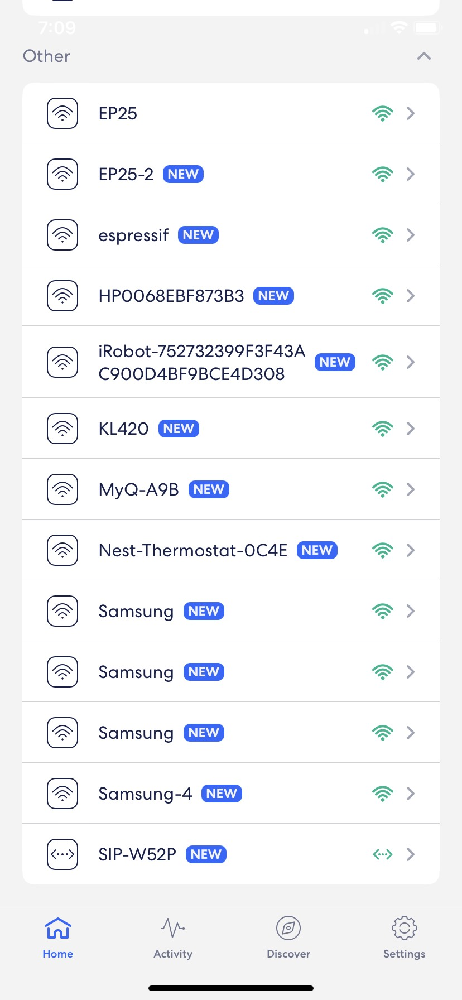 7:09
Other
EP25
EP25-2 NEW
espressif NEW
HP0068EBF873B3 NEW
iRobot-752732399F3F43A
C900D4BF9BCE4D308 NEW
KL420 NEW
MyQ-A9B NEW
Nest-Thermostat-0C4E NEW
Samsung NEW
Samsung NEW
Samsung NEW
Samsung-4 NEW
SIP-W52P NEW
Home Activity Discover Settings